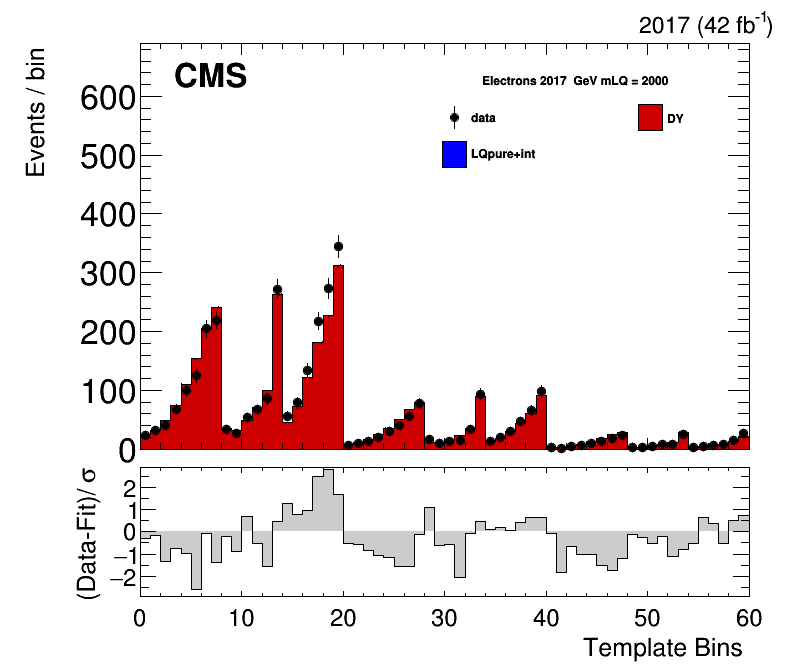 2017 (42 fb-1)
CMS
Electrons 2017 GeV mLQ = 2000
data
DY
LQpure+int
Events / bin
600
500
400
300
200
100
0
(Data-Fit)/ σ
2
1
0
−1
−2
0 10 20 30 40 50 60
Template Bins